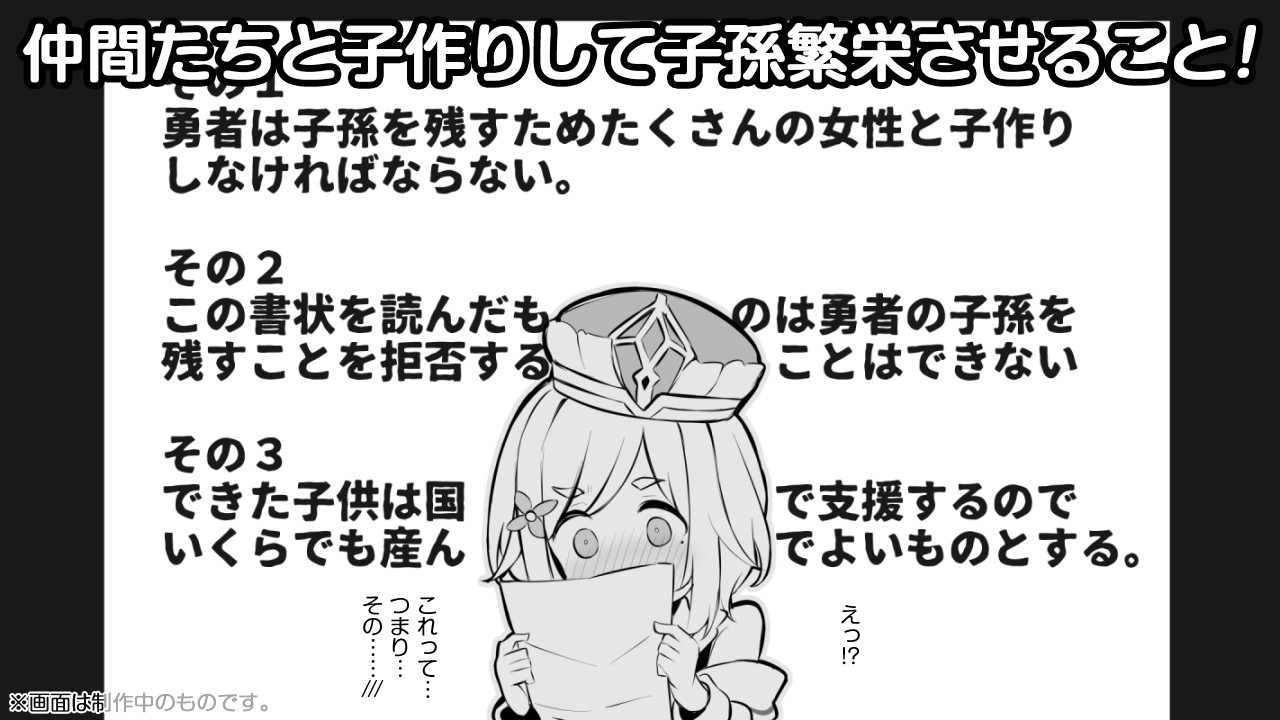 仲間たちと子作りして子孫繁栄させること!
その1
勇者は子孫を残すためたくさんの女性と子作り
しなければならない。
その２
この書状を読んだも のは勇者の子孫を
残すことを拒否する ことはできない
その３
できた子供は国 で支援するので
いくらでも産ん でよいものとする。
えっ!?
これって…
つまり…
その……///
※画面は制作中のものです。